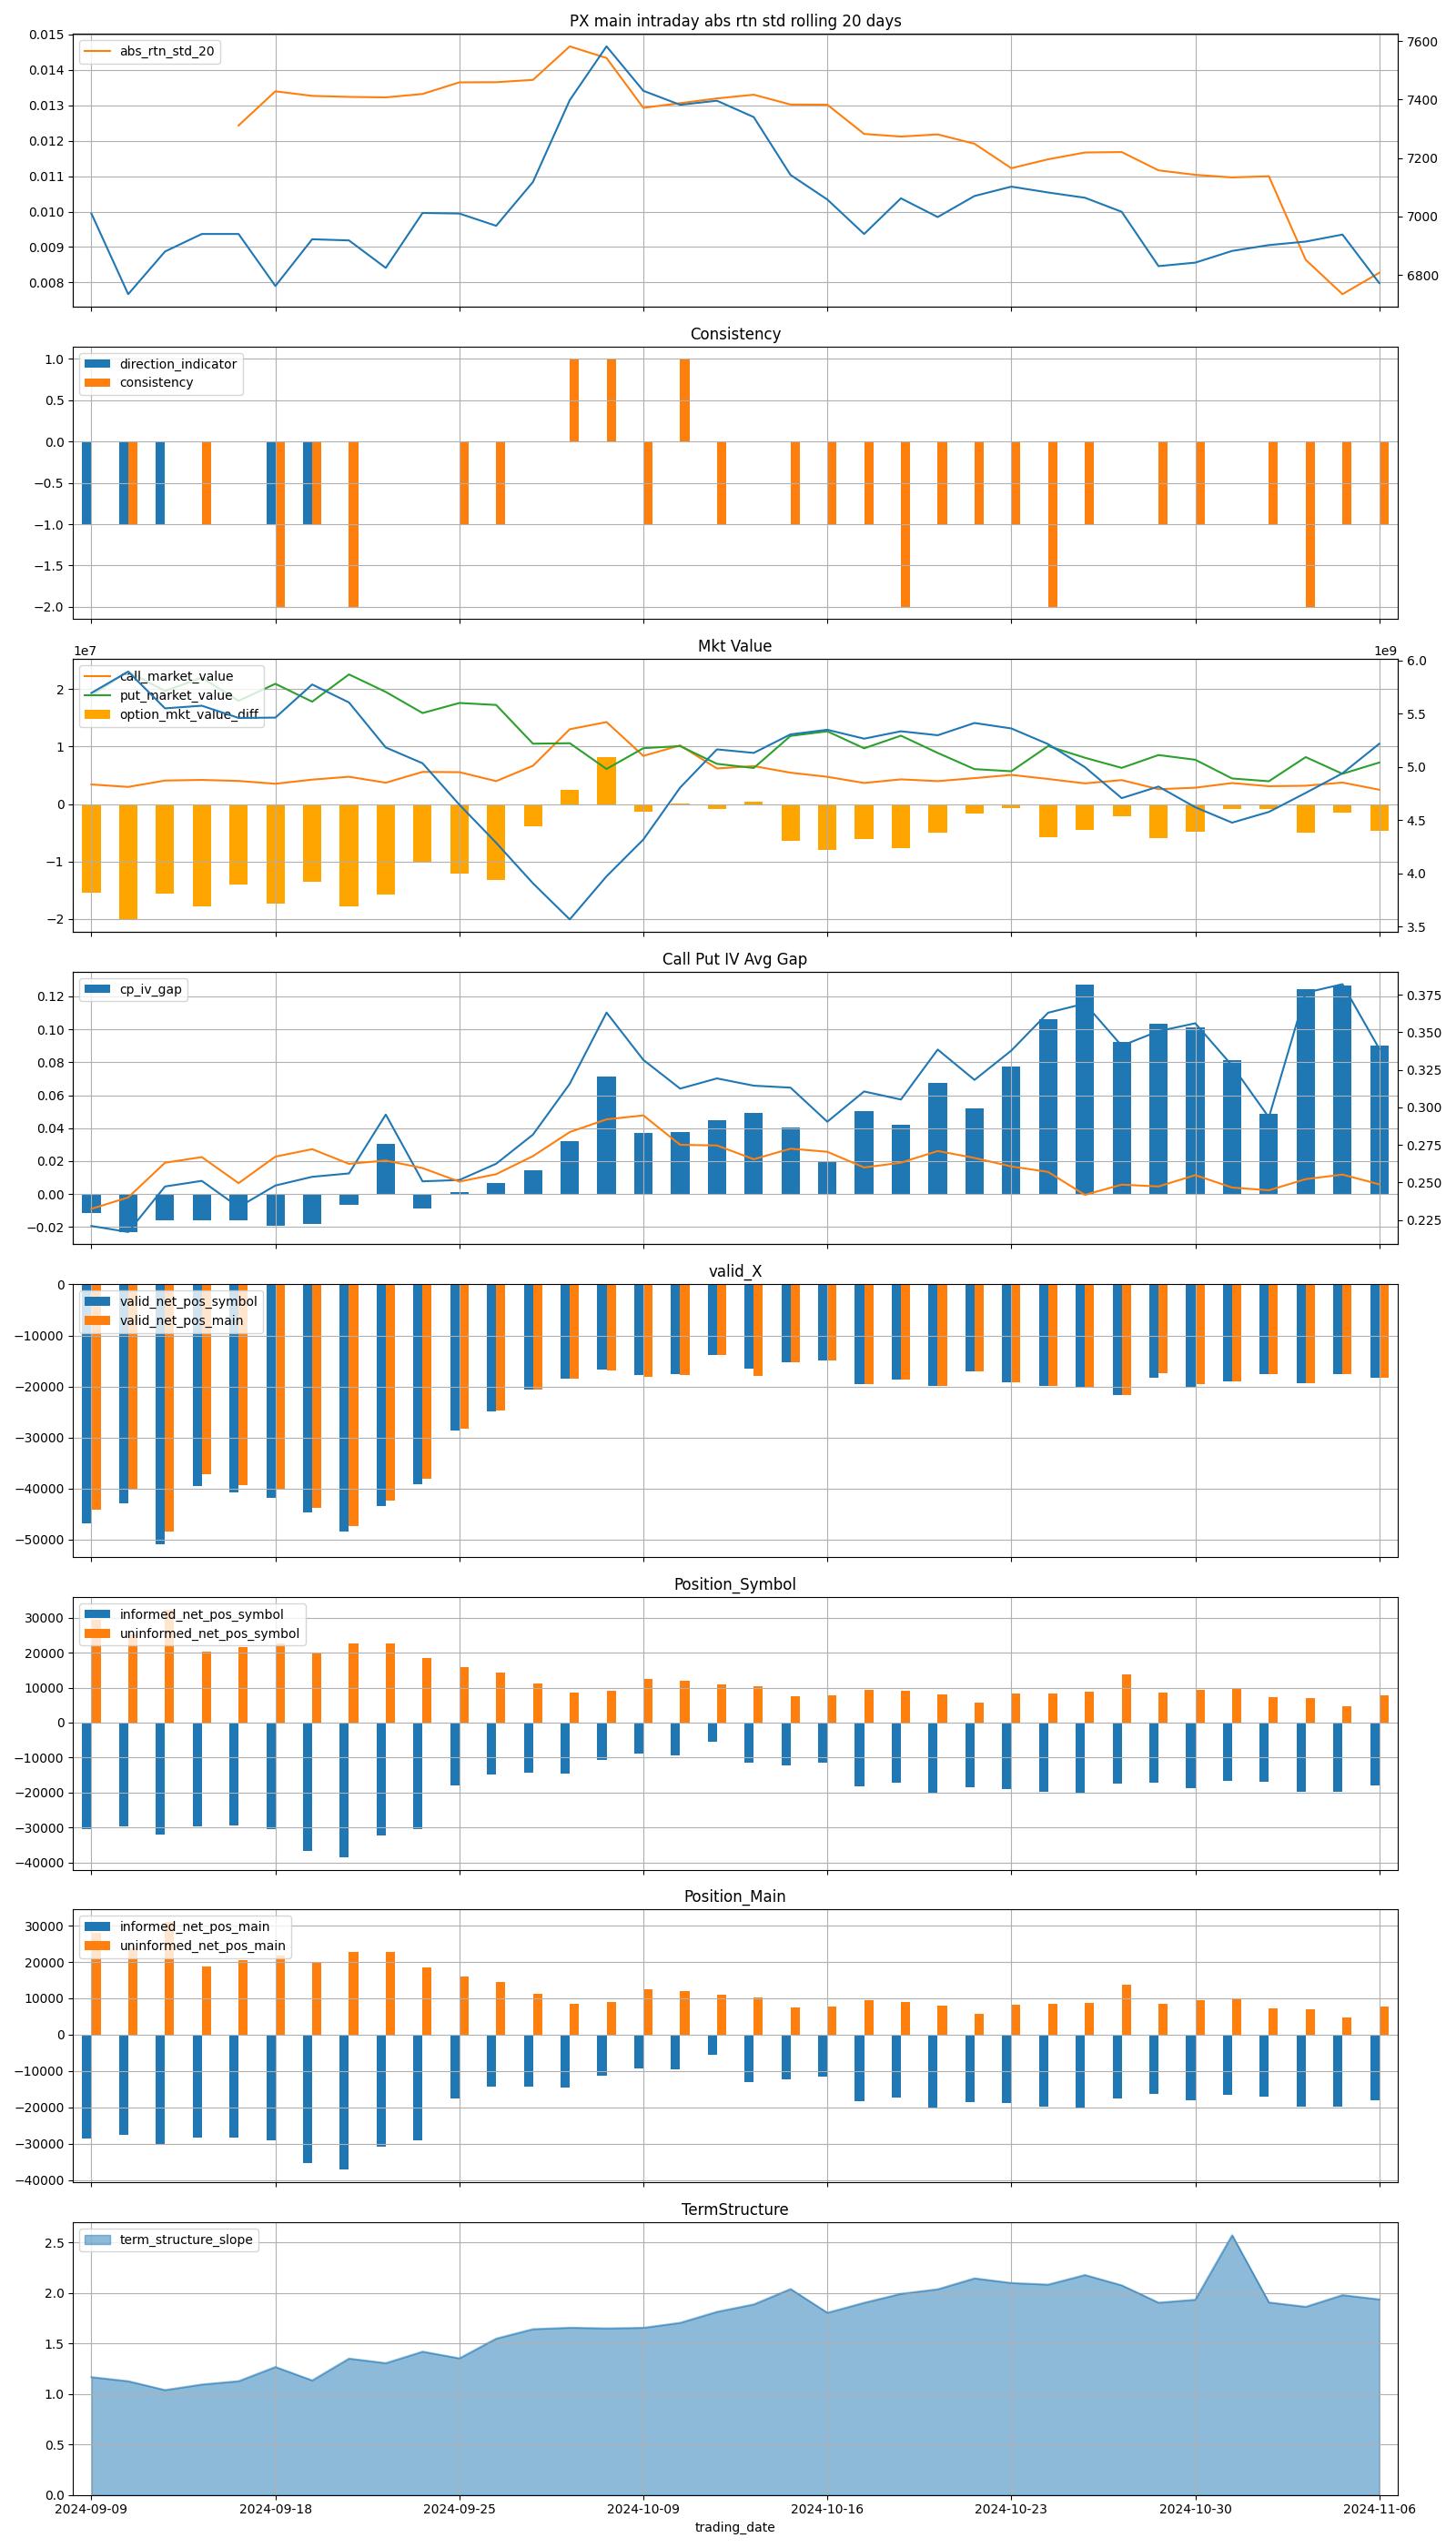 PX main intraday abs rtn std rolling 20 days
abs_rtn_std_20
0.015
0.014
0.013
0.012
0.011
0.010
0.009
0.008
7600
7400
7200
7000
6800
Consistency
direction_indicator
consistency
1.0
0.5
0.0
−0.5
−1.0
−1.5
−2.0
Mkt Value
1e7
1e9
call_market_value
put_market_value
option_mkt_value_diff
2
1
0
−1
−2
6.0
5.5
5.0
4.5
4.0
3.5
Call Put IV Avg Gap
cp_iv_gap
0.12
0.10
0.08
0.06
0.04
0.02
0.00
−0.02
0.375
0.350
0.325
0.300
0.275
0.250
0.225
valid_X
valid_net_pos_symbol
valid_net_pos_main
0
−10000
−20000
−30000
−40000
−50000
Position_Symbol
informed_net_pos_symbol
uninformed_net_pos_symbol
30000
20000
10000
0
−10000
−20000
−30000
−40000
Position_Main
informed_net_pos_main
uninformed_net_pos_main
30000
20000
10000
0
−10000
−20000
−30000
−40000
TermStructure
term_structure_slope
2.5
2.0
1.5
1.0
0.5
0.0
2024-09-09 2024-09-18 2024-09-25 2024-10-09 2024-10-16 2024-10-23 2024-10-30 2024-11-06
trading_date